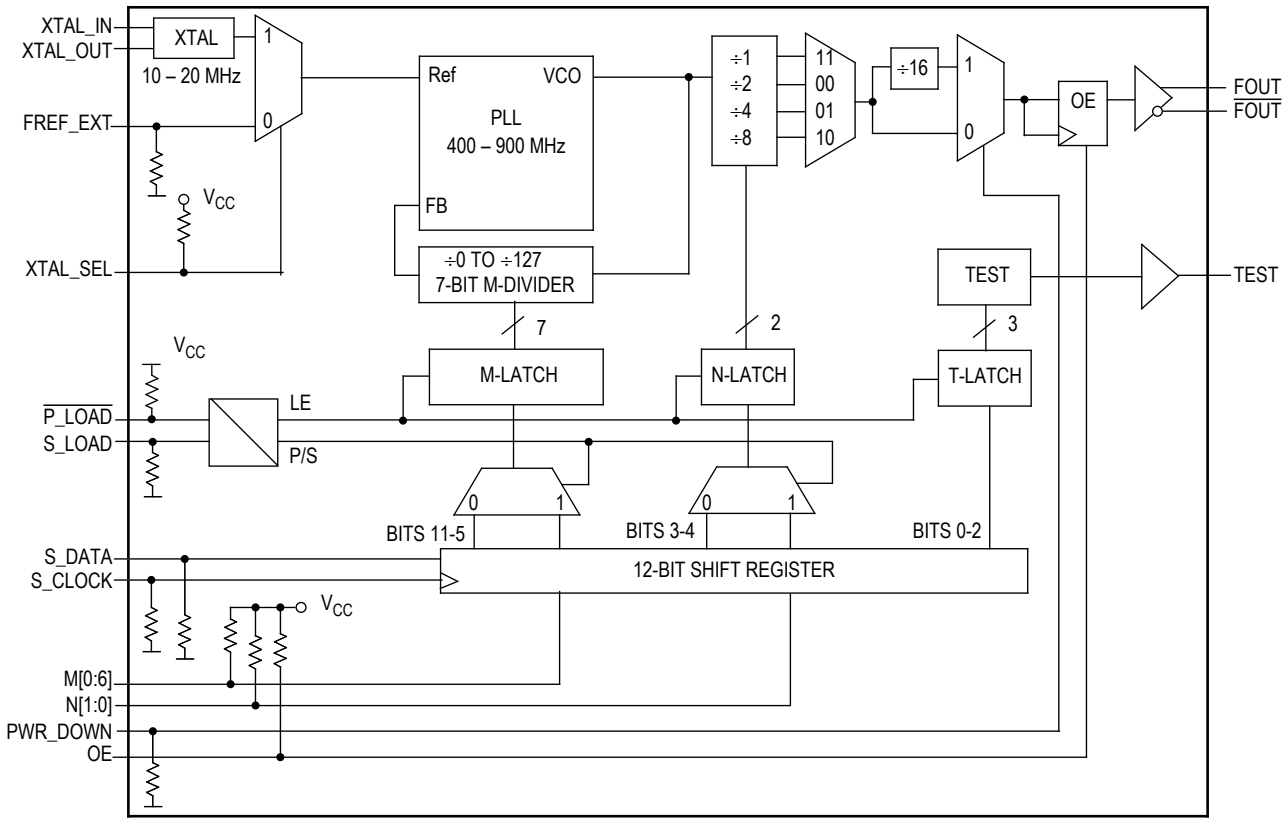 XTAL_IN
XTAL_OUT
XTAL
10 – 20 MHz
1
0
FREF_EXT
VCC
XTAL_SEL
Ref
VCO
PLL
400 – 900 MHz
FB
÷0 TO ÷127
7-BIT M-DIVIDER
÷1
÷2
÷4
÷8
11
00
01
10
÷16
1
0
OE
FOUT
FOUT
TEST
TEST
7
2
3
M-LATCH
N-LATCH
T-LATCH
VCC
P_LOAD
S_LOAD
LE
P/S
0
1
0
1
BITS 11-5
BITS 3-4
BITS 0-2
S_DATA
S_CLOCK
12-BIT SHIFT REGISTER
VCC
M[0:6]
N[1:0]
PWR_DOWN
OE